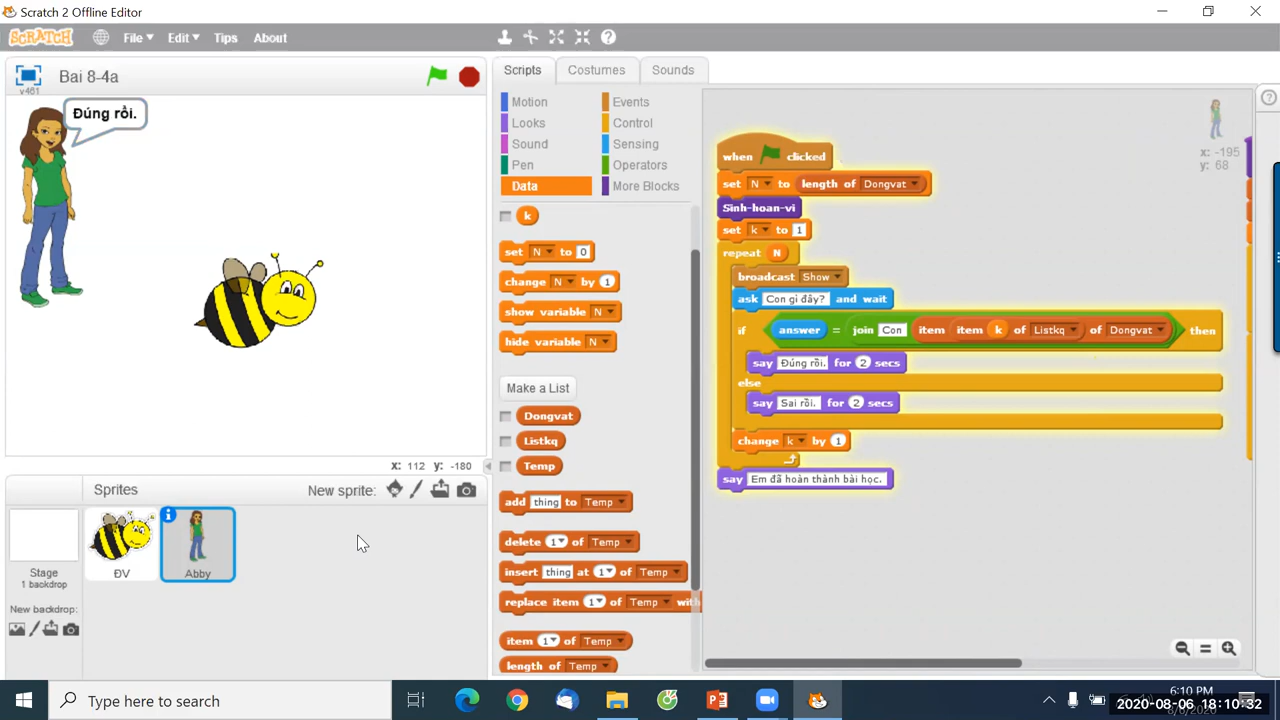 Scratch 2 Offline Editor
SCRATCH File Edit Tips About
v461 Bai 8-4a
Đúng rồi.
x: 112 y: -180
Sprites New sprite:
Stage
1 backdrop
New backdrop:
ĐV
Abby
Scripts Costumes Sounds
Motion Events
Looks Control
Sound Sensing
Pen Operators
Data More Blocks
k
set N to 0
change N by 1
show variable N
hide variable N
Make a List
Dongvat
Listkq
Temp
add thing to Temp
delete 1 of Temp
insert thing at 1 of Temp
replace item 1 of Temp with
item 1 of Temp
length of Temp
x: -195
y: 68
when clicked
set N to length of Dongvat
Sinh-hoan-vi
set k to 1
repeat N
broadcast Show
ask Con gì đây? and wait
if answer = join Con item item k of Listkq of Dongvat then
say Đúng rồi. for 2 secs
else
say Sai rồi. for 2 secs
change k by 1
say Em đã hoàn thành bài học.
Type here to search
6:10 PM
2020-08-06 18:10:32